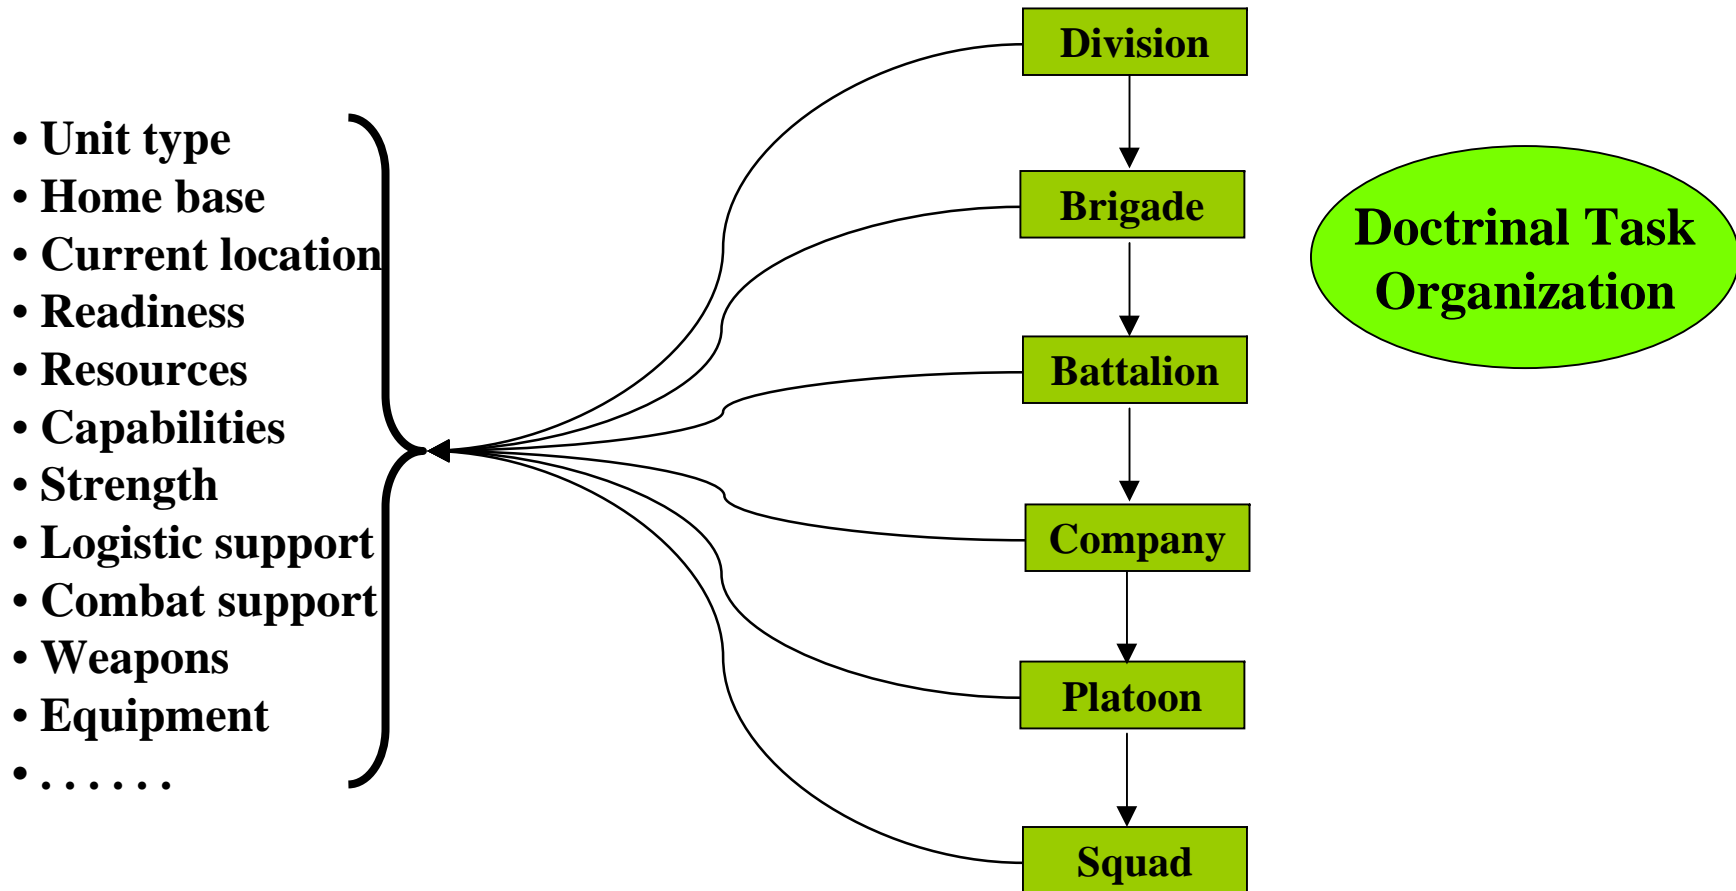 • Unit type
• Home base
• Current location
• Readiness
• Resources
• Capabilities
• Strength
• Logistic support
• Combat support
• Weapons
• Equipment
• . . . . . .
Division
Brigade
Battalion
Company
Platoon
Squad
Doctrinal Task
Organization